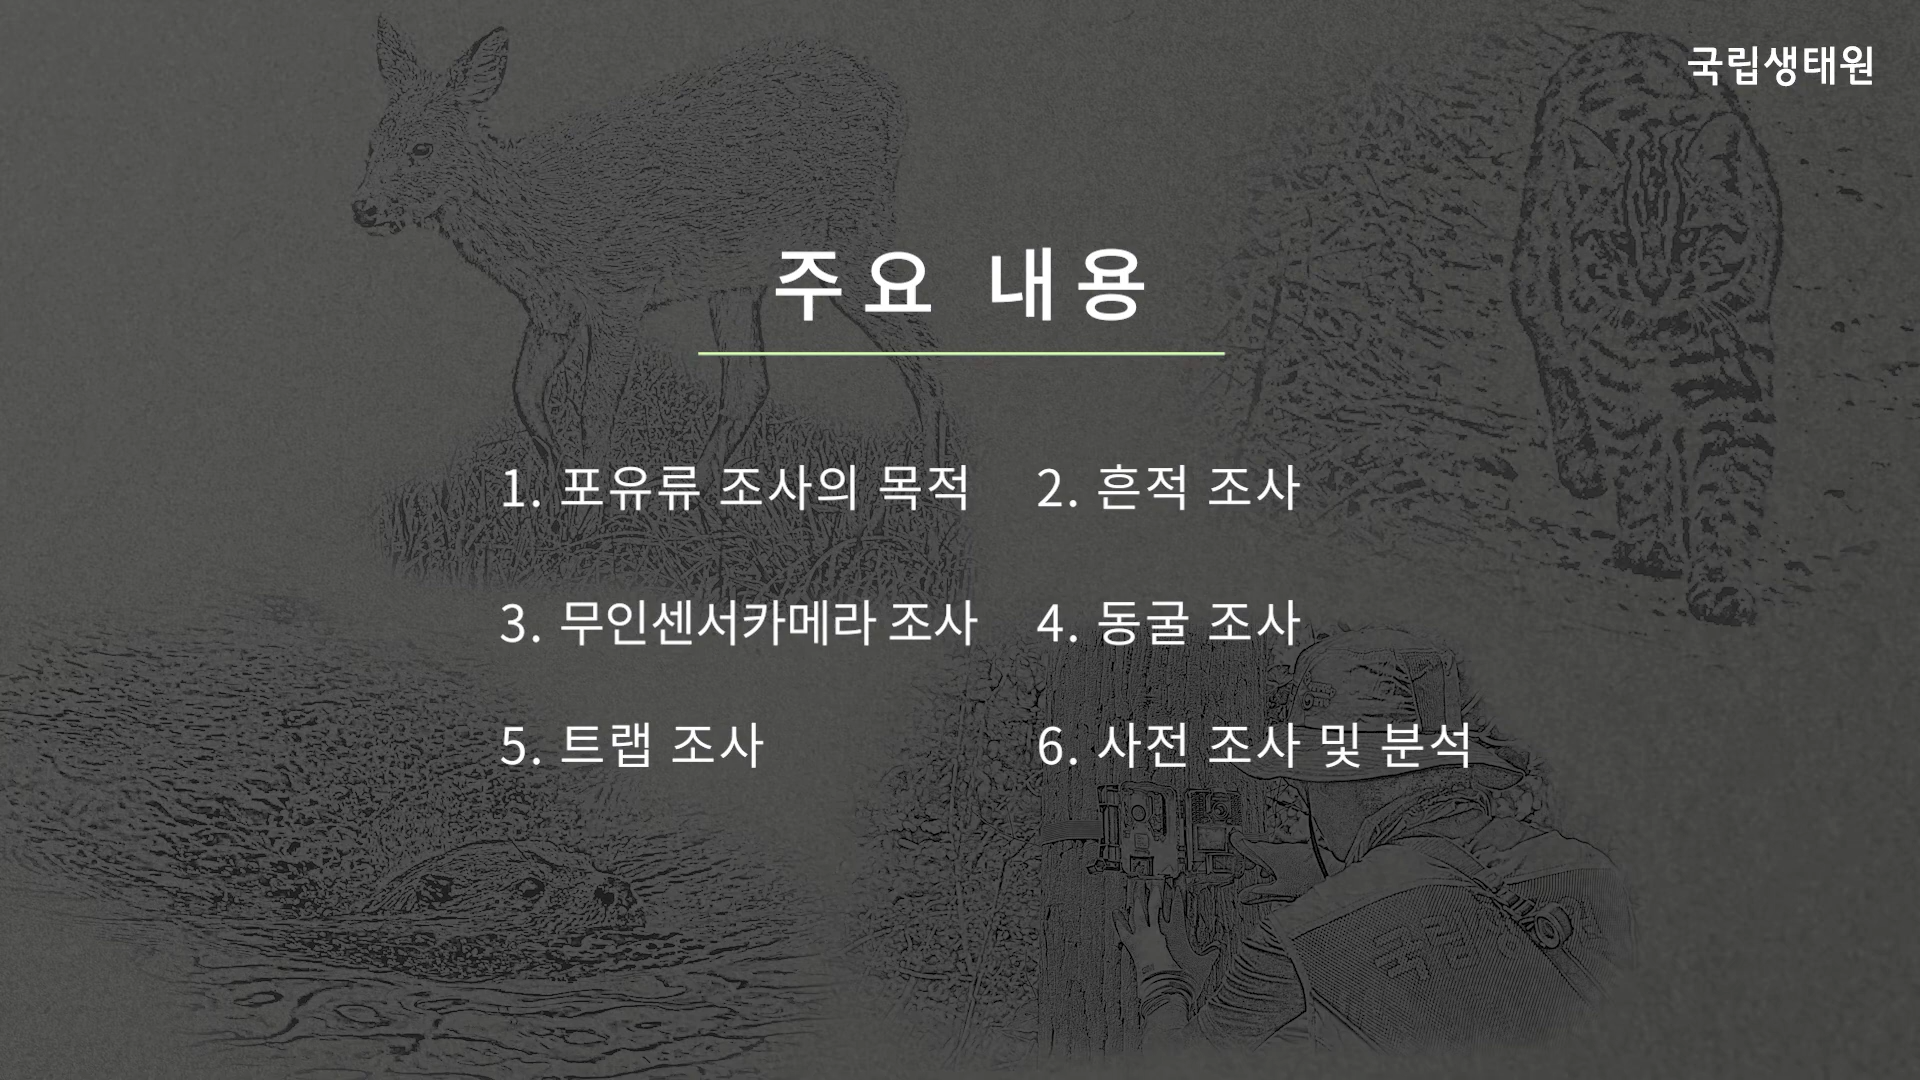 국립생태원
주요 내용
1. 포유류 조사의 목적
2. 흔적 조사
3. 무인센서카메라 조사
4. 동굴 조사
5. 트랩 조사
6. 사전 조사 및 분석
국립